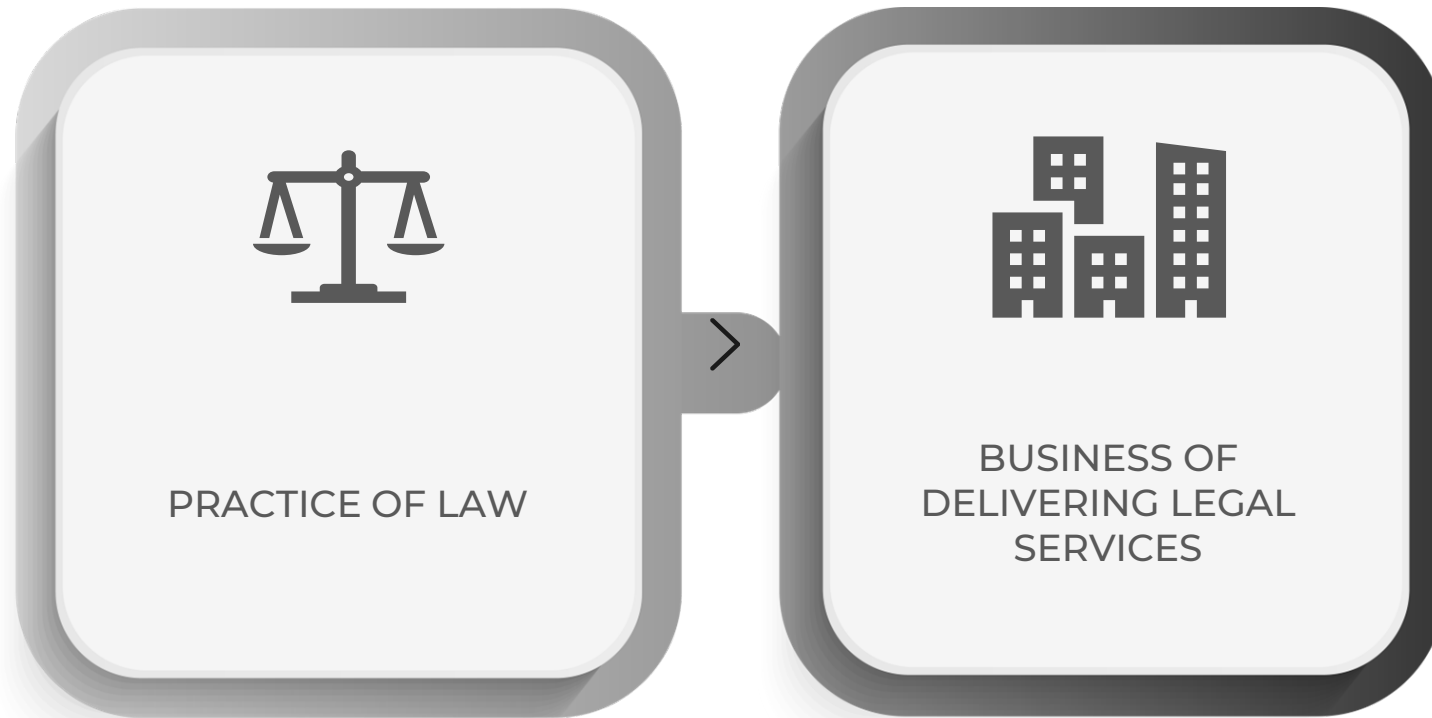 PRACTICE OF LAW
BUSINESS OF
DELIVERING LEGAL
SERVICES